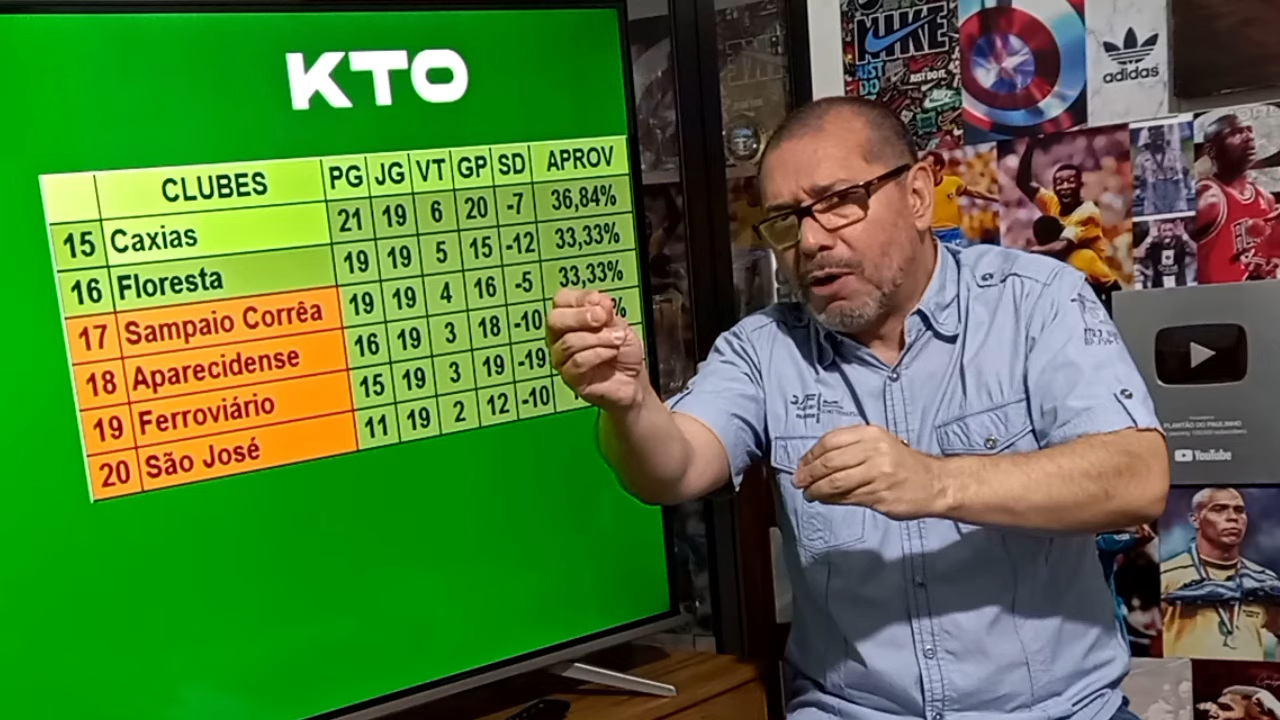 KTO
CLUBES PG JG VT GP SD APROV
15 Caxias 21 19 6 20 -7 36,84%
16 Floresta 19 19 5 15 -12 33,33%
17 Sampaio Corrêa 19 19 4 16 -5 33,33%
18 Aparecidense 16 19 3 18 -10 %
19 Ferroviário 15 19 3 19 -19
20 São José 11 19 2 12 -10
NIKE
JUST DO IT.
adidas
PLANTÃO DO PAULINHO
YouTube